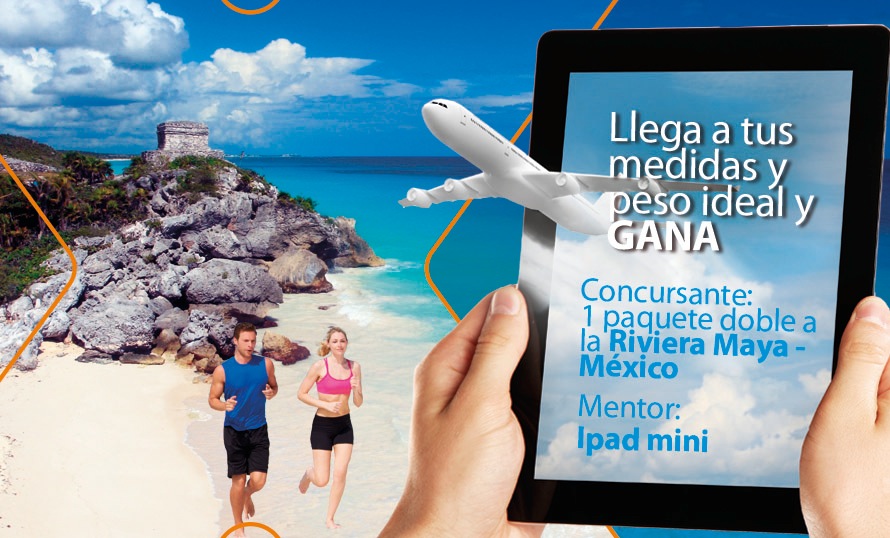 Llega a tus
medidas y
peso ideal y
GANA
Concursante:
1 paquete doble a
la Riviera Maya -
México
Mentor:
Ipad mini